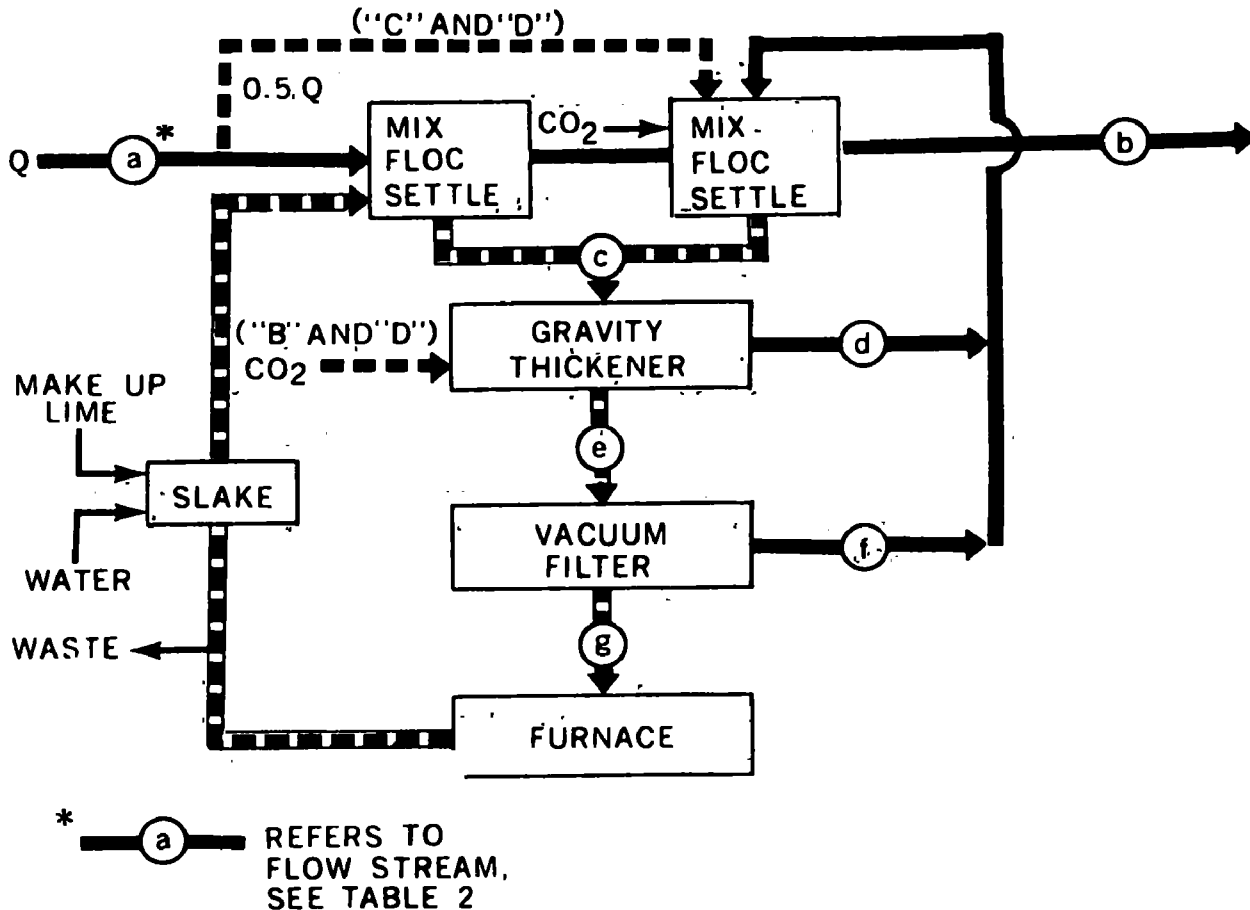 ("C" AND "D")
0.5 Q
Q
a
*
MIX
FLOC
SETTLE
CO2
MIX
FLOC
SETTLE
b
c
("B" AND "D")
CO2
GRAVITY
THICKENER
d
MAKE UP
LIME
e
SLAKE
WATER
VACUUM
FILTER
f
WASTE
g
FURNACE
*
a
REFERS TO
FLOW STREAM,
SEE TABLE 2